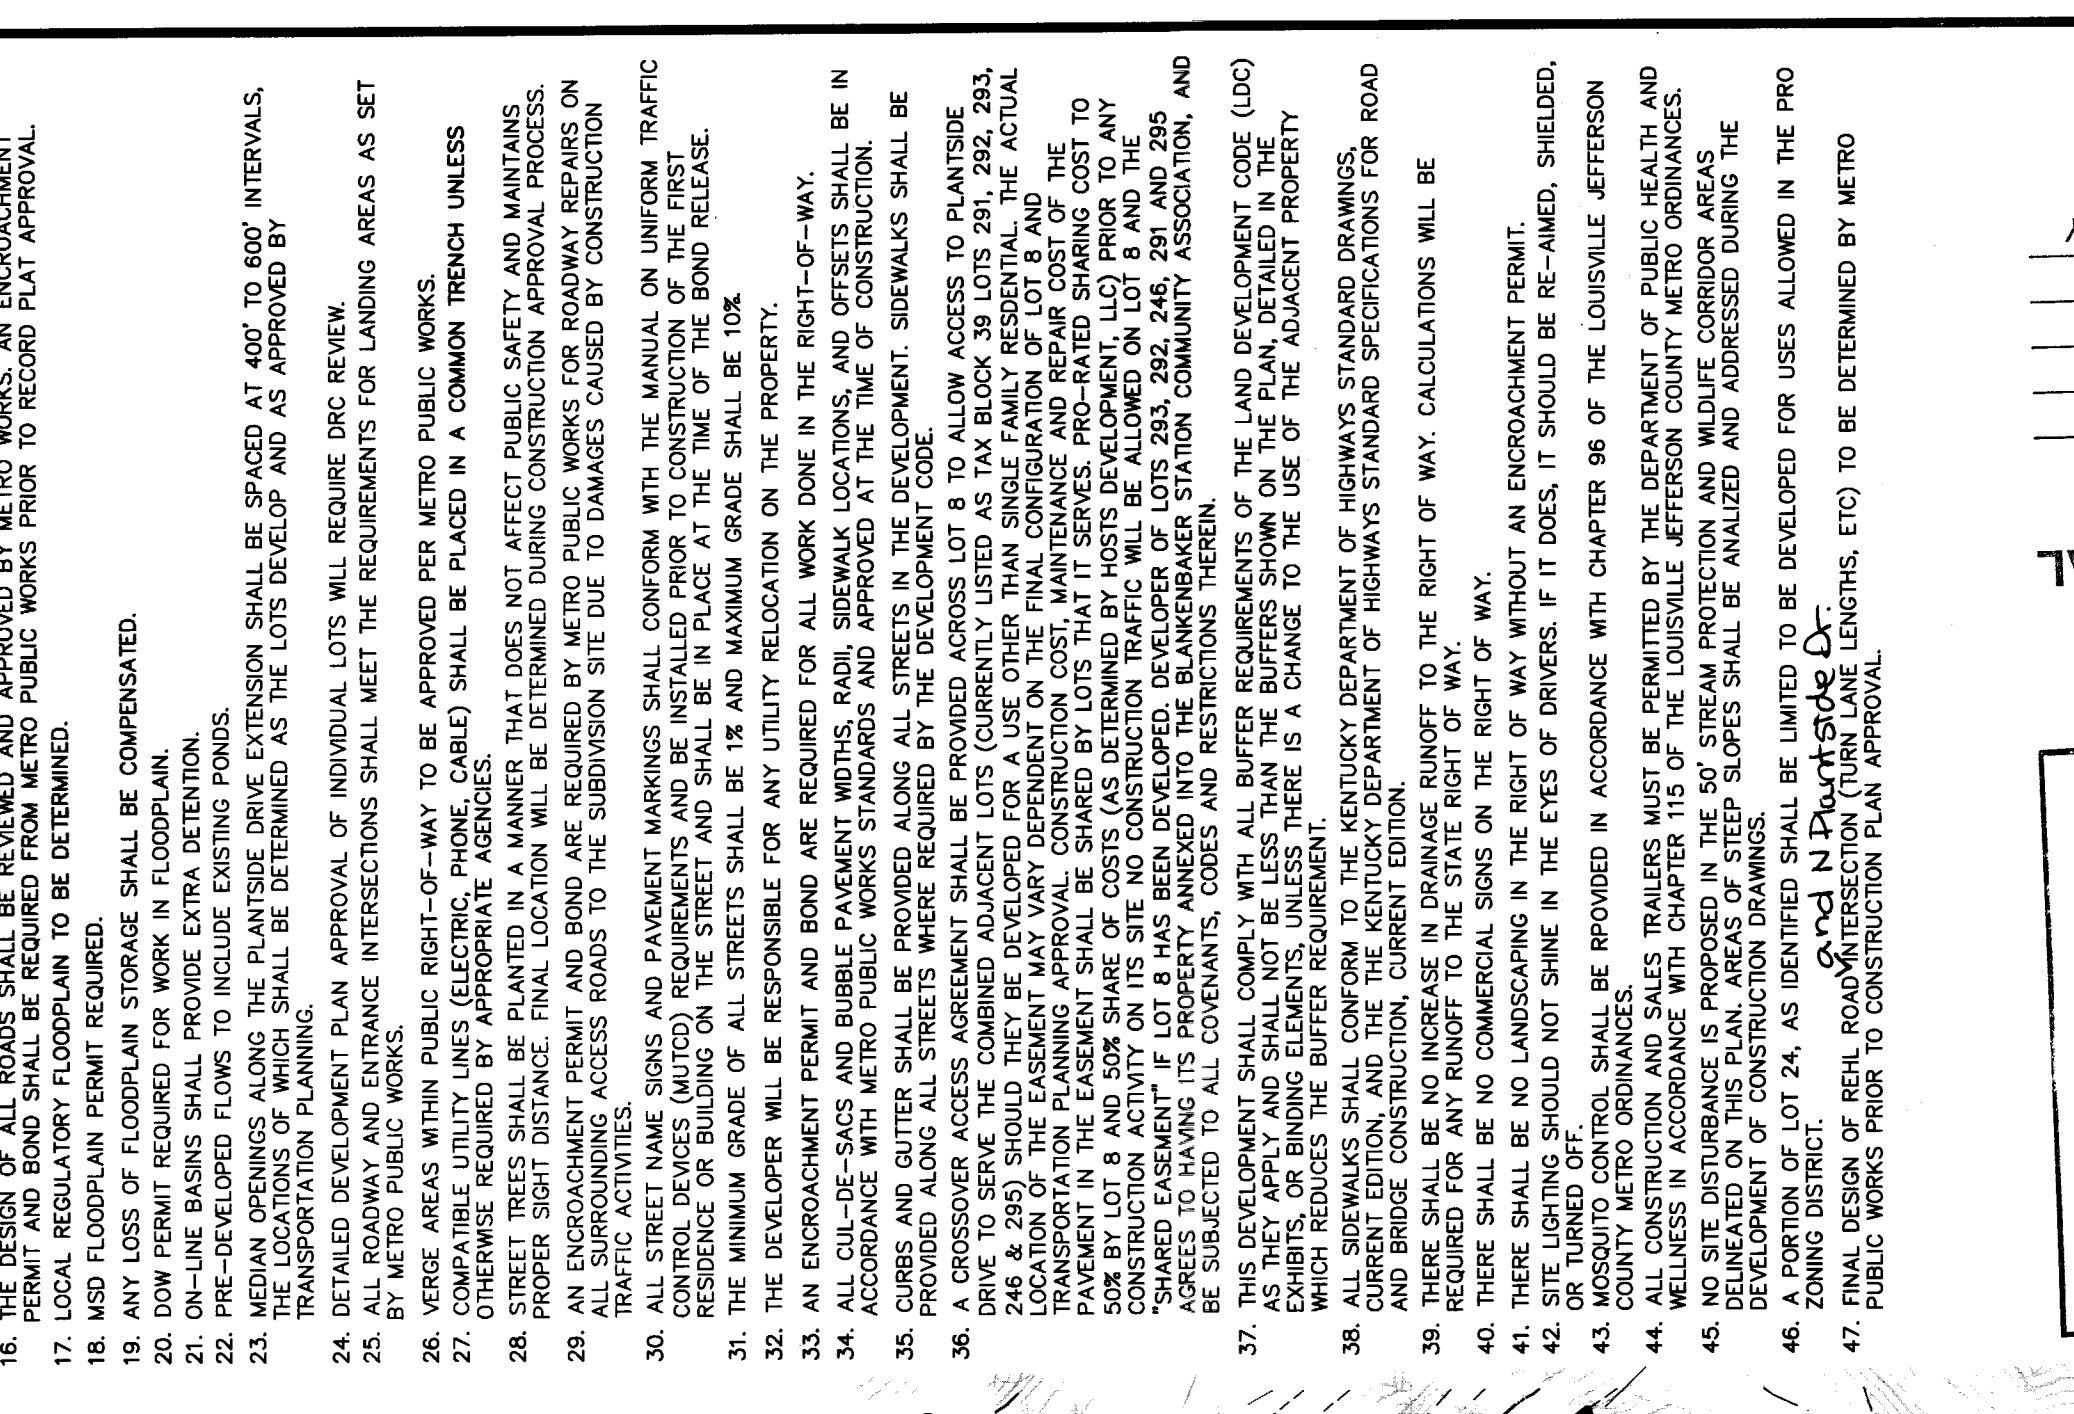 16. THE DESIGN OF ALL ROADS SHALL BE REVIEWED AND APPROVED BY METRO WORKS. AN ENCROACHMENT
PERMIT AND BOND SHALL BE REQUIRED FROM METRO PUBLIC WORKS PRIOR TO RECORD PLAT APPROVAL.
17. LOCAL REGULATORY FLOODPLAIN TO BE DETERMINED.
18. MSD FLOODPLAIN PERMIT REQUIRED.
19. ANY LOSS OF FLOODPLAIN STORAGE SHALL BE COMPENSATED.
20. DOW PERMIT REQUIRED FOR WORK IN FLOODPLAIN.
21. ON-LINE BASINS SHALL PROVIDE EXTRA DETENTION.
22. PRE-DEVELOPED FLOWS TO INCLUDE EXISTING PONDS.
23. MEDIAN OPENINGS ALONG THE PLANTSIDE DRIVE EXTENSION SHALL BE SPACED AT 400' TO 600' INTERVALS,
THE LOCATIONS OF WHICH SHALL BE DETERMINED AS THE LOTS DEVELOP AND AS APPROVED BY
TRANSPORTATION PLANNING.
24. DETAILED DEVELOPMENT PLAN APPROVAL OF INDIVIDUAL LOTS WILL REQUIRE DRC REVIEW.
25. ALL ROADWAY AND ENTRANCE INTERSECTIONS SHALL MEET THE REQUIREMENTS FOR LANDING AREAS AS SET
BY METRO PUBLIC WORKS.
26. VERGE AREAS WITHIN PUBLIC RIGHT-OF-WAY TO BE APPROVED PER METRO PUBLIC WORKS.
27. COMPATIBLE UTILITY LINES (ELECTRIC, PHONE, CABLE) SHALL BE PLACED IN A COMMON TRENCH UNLESS
OTHERWISE REQUIRED BY APPROPRIATE AGENCIES.
28. STREET TREES SHALL BE PLANTED IN A MANNER THAT DOES NOT AFFECT PUBLIC SAFETY AND MAINTAINS
PROPER SIGHT DISTANCE. FINAL LOCATION WILL BE DETERMINED DURING CONSTRUCTION APPROVAL PROCESS.
29. AN ENCROACHMENT PERMIT AND BOND ARE REQUIRED BY METRO PUBLIC WORKS FOR ROADWAY REPAIRS ON
ALL SURROUNDING ACCESS ROADS TO THE SUBDIVISION SITE DUE TO DAMAGES CAUSED BY CONSTRUCTION
TRAFFIC ACTIVITIES.
30. ALL STREET NAME SIGNS AND PAVEMENT MARKINGS SHALL CONFORM WITH THE MANUAL ON UNIFORM TRAFFIC
CONTROL DEVICES (MUTCD) REQUIREMENTS AND BE INSTALLED PRIOR TO CONSTRUCTION OF THE FIRST
RESIDENCE OR BUILDING ON THE STREET AND SHALL BE IN PLACE AT THE TIME OF THE BOND RELEASE.
31. THE MINIMUM GRADE OF ALL STREETS SHALL BE 1% AND MAXIMUM GRADE SHALL BE 10%.
32. THE DEVELOPER WILL BE RESPONSIBLE FOR ANY UTILITY RELOCATION ON THE PROPERTY.
33. AN ENCROACHMENT PERMIT AND BOND ARE REQUIRED FOR ALL WORK DONE IN THE RIGHT-OF-WAY.
34. ALL CUL-DE-SACS AND BUBBLE PAVEMENT WIDTHS, RADII, SIDEWALK LOCATIONS, AND OFFSETS SHALL BE IN
ACCORDANCE WITH METRO PUBLIC WORKS STANDARDS AND APPROVED AT THE TIME OF CONSTRUCTION.
35. CURBS AND GUTTER SHALL BE PROVIDED ALONG ALL STREETS IN THE DEVELOPMENT. SIDEWALKS SHALL BE
PROVIDED ALONG ALL STREETS WHERE REQUIRED BY THE DEVELOPMENT CODE.
36. A CROSSOVER ACCESS AGREEMENT SHALL BE PROVIDED ACROSS LOT 8 TO ALLOW ACCESS TO PLANTSIDE
DRIVE TO SERVE THE COMBINED ADJACENT LOTS (CURRENTLY LISTED AS TAX BLOCK 39 LOTS 291, 292, 293,
246 & 295) SHOULD THEY BE DEVELOPED FOR A USE OTHER THAN SINGLE FAMILY RESDENTIAL. THE ACTUAL
LOCATION OF THE EASEMENT MAY VARY DEPENDENT ON THE FINAL CONFIGURATION OF LOT 8 AND
TRANSPORTATION PLANNING APPROVAL. CONSTRUCTION COST, MAINTENANCE AND REPAIR COST OF THE
PAVEMENT IN THE EASEMENT SHALL BE SHARED BY LOTS THAT IT SERVES. PRO-RATED SHARING COST TO
50% BY LOT 8 AND 50% SHARE OF COSTS (AS DETERMINED BY HOSTS DEVELOPMENT, LLC) PRIOR TO ANY
CONSTRUCTION ACTIVITY ON ITS SITE NO CONSTRUCTION TRAFFIC WILL BE ALLOWED ON LOT 8 AND THE
"SHARED EASEMENT" IF LOT 8 HAS BEEN DEVELOPED. DEVELOPER OF LOTS 293, 292, 246, 291 AND 295
AGREES TO HAVING ITS PROPERTY ANNEXED INTO THE BLANKENBAKER STATION COMMUNITY ASSOCIATION, AND
BE SUBJECTED TO ALL COVENANTS, CODES AND RESTRICTIONS THEREIN.
37. THIS DEVELOPMENT SHALL COMPLY WITH ALL BUFFER REQUIREMENTS OF THE LAND DEVELOPMENT CODE (LDC)
AS THEY APPLY AND SHALL NOT BE LESS THAN THE BUFFERS SHOWN ON THE PLAN, DETAILED IN THE
EXHIBITS, OR BINDING ELEMENTS, UNLESS THERE IS A CHANGE TO THE USE OF THE ADJACENT PROPERTY
WHICH REDUCES THE BUFFER REQUIREMENT.
38. ALL SIDEWALKS SHALL CONFORM TO THE KENTUCKY DEPARTMENT OF HIGHWAYS STANDARD DRAWINGS,
CURRENT EDITION, AND THE THE KENTUCKY DEPARTMENT OF HIGHWAYS STANDARD SPECIFICATIONS FOR ROAD
AND BRIDGE CONSTRUCTION, CURRENT EDITION.
39. THERE SHALL BE NO INCREASE IN DRAINAGE RUNOFF TO THE RIGHT OF WAY. CALCULATIONS WILL BE
REQUIRED FOR ANY RUNOFF TO THE STATE RIGHT OF WAY.
40. THERE SHALL BE NO COMMERCIAL SIGNS ON THE RIGHT OF WAY.
41. THERE SHALL BE NO LANDSCAPING IN THE RIGHT OF WAY WITHOUT AN ENCROACHMENT PERMIT.
42. SITE LIGHTING SHOULD NOT SHINE IN THE EYES OF DRIVERS. IF IT DOES, IT SHOULD BE RE-AIMED, SHIELDED,
OR TURNED OFF.
43. MOSQUITO CONTROL SHALL BE RPOVIDED IN ACCORDANCE WITH CHAPTER 96 OF THE LOUISVILLE JEFFERSON
COUNTY METRO ORDINANCES.
44. ALL CONSTRUCTION AND SALES TRAILERS MUST BE PERMITTED BY THE DEPARTMENT OF PUBLIC HEALTH AND
WELLNESS IN ACCORDANCE WITH CHAPTER 115 OF THE LOUISVILLE JEFFERSON COUNTY METRO ORDINANCES.
45. NO SITE DISTURBANCE IS PROPOSED IN THE 50' STREAM PROTECTION AND WILDLIFE CORRIDOR AREAS
DELINEATED ON THIS PLAN. AREAS OF STEEP SLOPES SHALL BE ANALIZED AND ADDRESSED DURING THE
DEVELOPMENT OF CONSTRUCTION DRAWINGS.
46. A PORTION OF LOT 24, AS IDENTIFIED SHALL BE LIMITED TO BE DEVELOPED FOR USES ALLOWED IN THE PRO
ZONING DISTRICT.
and N Plantside Dr.
47. FINAL DESIGN OF REHL ROAD INTERSECTION (TURN LANE LENGTHS, ETC) TO BE DETERMINED BY METRO
PUBLIC WORKS PRIOR TO CONSTRUCTION PLAN APPROVAL.